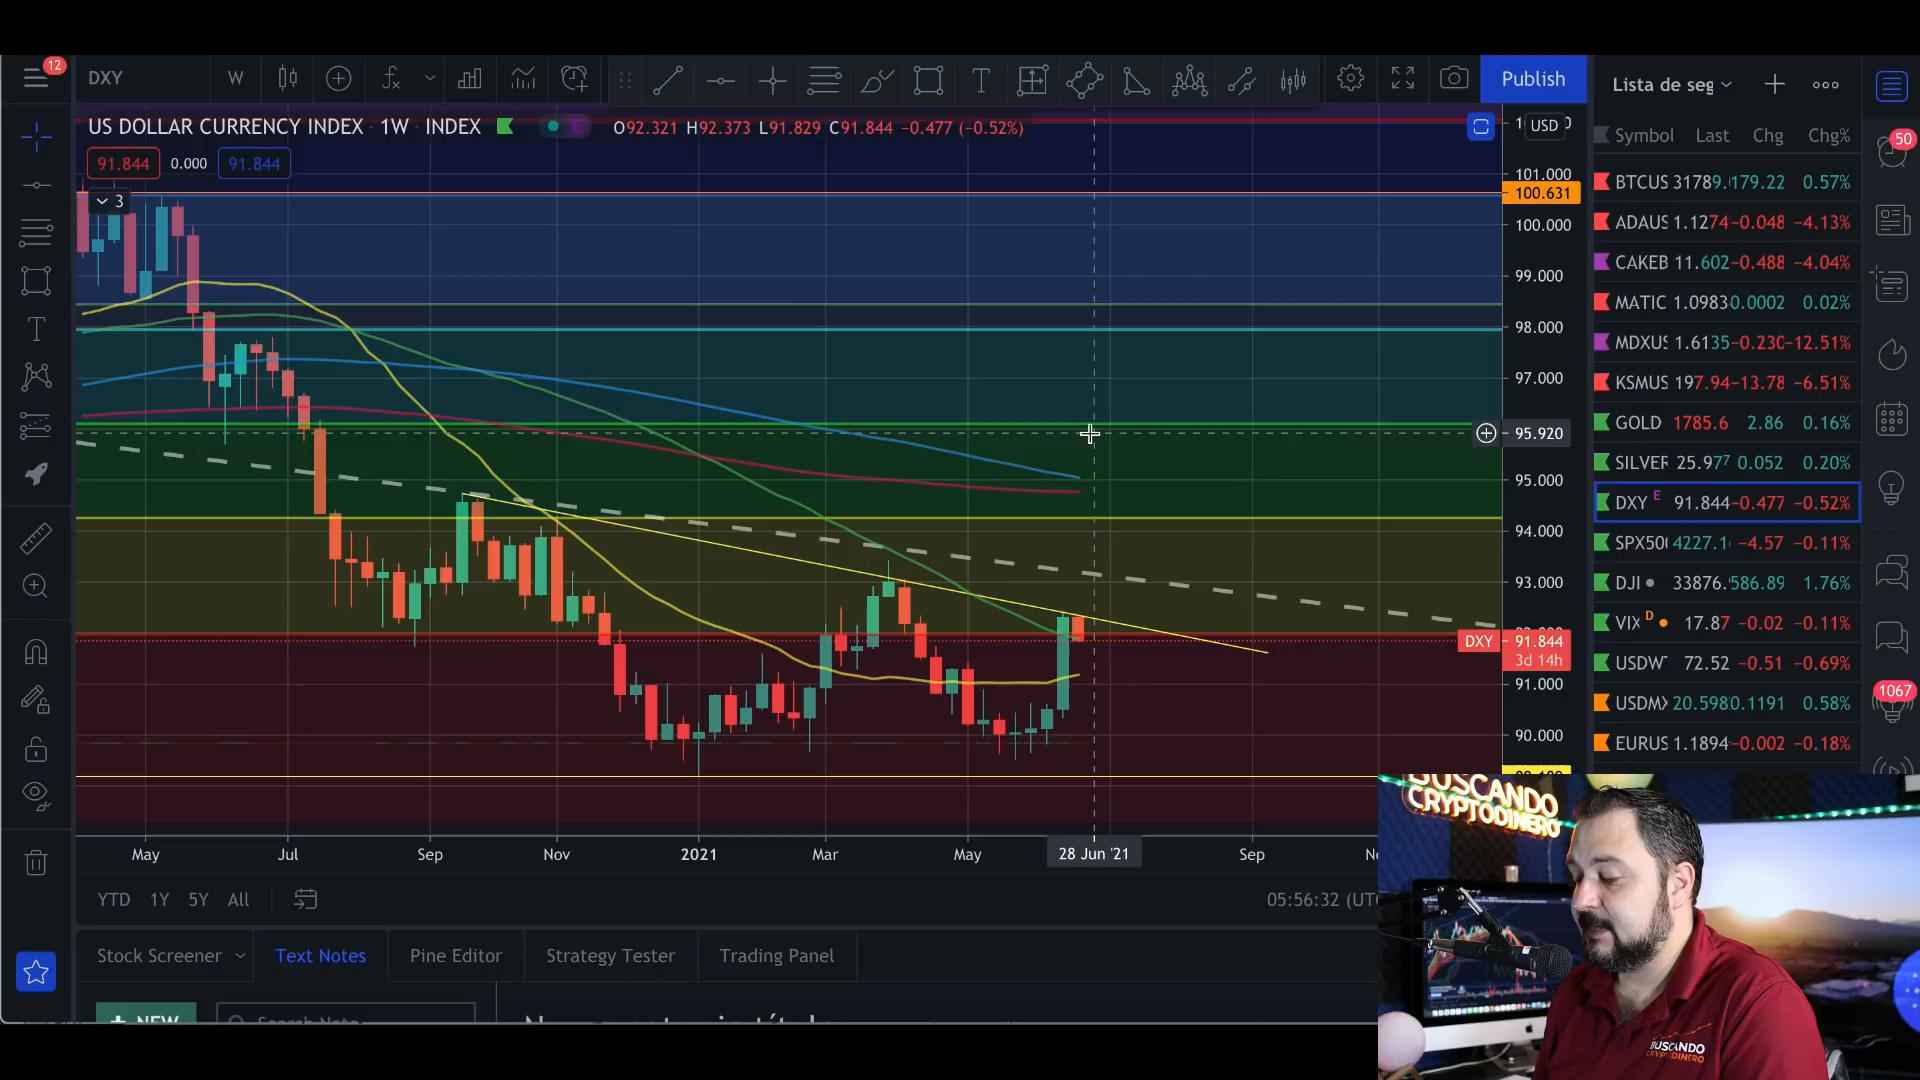 12
DXY
W
Publish
Lista de seg
US DOLLAR CURRENCY INDEX · 1W · INDEX
O92.321 H92.373 L91.829 C91.844 −0.477 (−0.52%)
USD
91.844 0.000 91.844
3
Symbol Last Chg Chg%
50
BTCUS 31789. 179.22 0.57%
ADAUS 1.1274 −0.048 −4.13%
CAKEB 11.602 −0.488 −4.04%
MATIC 1.0983 0.0002 0.02%
MDXUS 1.6135 −0.230 −12.51%
KSMUS 197.94 −13.78 −6.51%
GOLD 1785.6 2.86 0.16%
SILVER 25.977 0.052 0.20%
DXY E 91.844 −0.477 −0.52%
SPX500 4227.1 −4.57 −0.11%
DJI 33876. 586.89 1.76%
VIX D 17.87 −0.02 −0.11%
USDW 72.52 −0.51 −0.69%
USDMX 20.598 0.1191 0.58%
EURUS 1.1894 −0.002 −0.18%
1067
101.000
100.631
100.000
99.000
98.000
97.000
95.920
95.000
94.000
93.000
DXY 91.844
3d 14h
91.000
90.000
May Jul Sep Nov 2021 Mar May 28 Jun '21 Sep
YTD 1Y 5Y All
05:56:32 (UTC
Stock Screener Text Notes Pine Editor Strategy Tester Trading Panel
+ NEW
Search Note
BUSCANDO
CRYPTODINERO
BUSCANDO
CRYPTODINERO